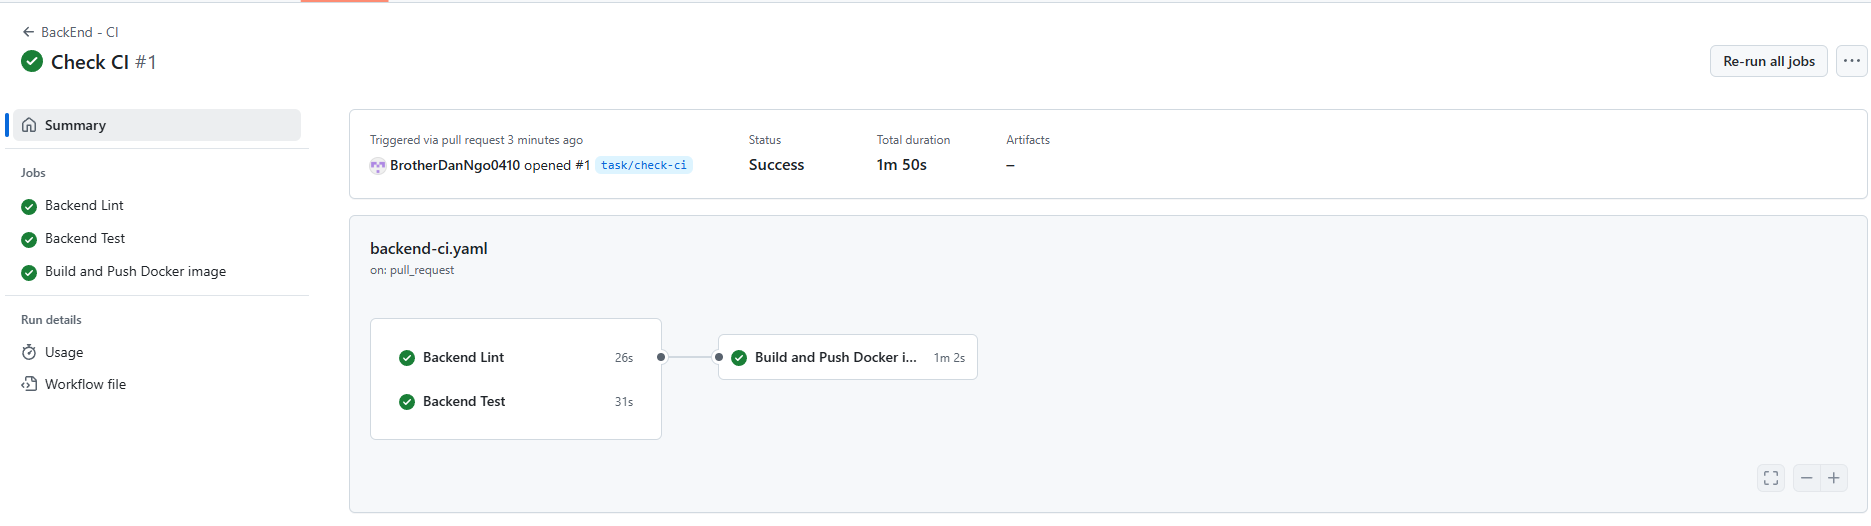 BackEnd - CI
Check CI #1
Re-run all jobs
Summary
Jobs
Backend Lint
Backend Test
Build and Push Docker image
Run details
Usage
Workflow file
Triggered via pull request 3 minutes ago
BrotherDanNgo0410 opened #1 task/check-ci
Status
Success
Total duration
1m 50s
Artifacts
–
backend-ci.yaml
on: pull_request
Backend Lint 26s
Backend Test 31s
Build and Push Docker i... 1m 2s